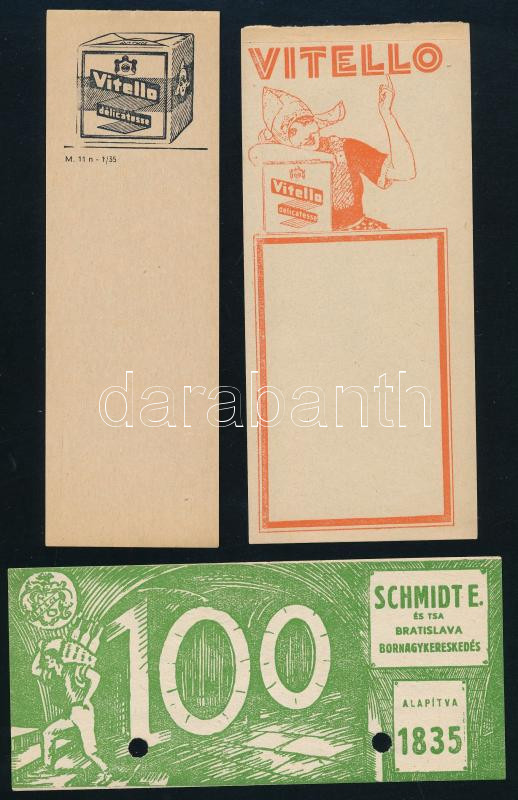 Vitello
délicatesse
M. 11 n - 1/35
VITELLO
Vitello
délicatesse
darabanth
100
SCHMIDT E.
ÉS TSA
BRATISLAVA
BORNAGYKERESKEDÉS
ALAPÍTVA
1835